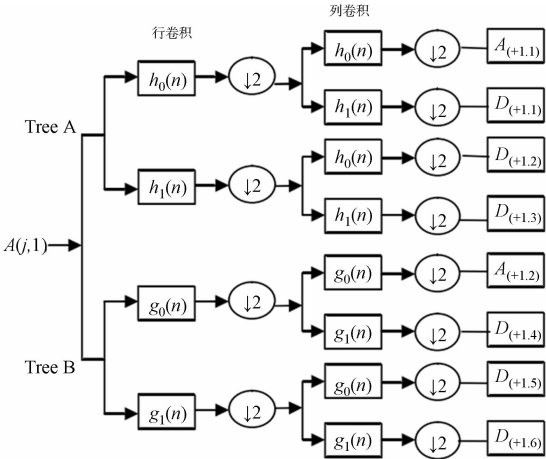 行卷积
列卷积
h₀(n) ↓2 A₍₊₁.₁₎
h₀(n) ↓2
h₁(n) ↓2 D₍₊₁.₁₎
Tree A
h₀(n) ↓2 D₍₊₁.₂₎
h₁(n) ↓2
h₁(n) ↓2 D₍₊₁.₃₎
A(j,1)
g₀(n) ↓2 A₍₊₁.₂₎
g₀(n) ↓2
g₁(n) ↓2 D₍₊₁.₄₎
Tree B
g₀(n) ↓2 D₍₊₁.₅₎
g₁(n) ↓2
g₁(n) ↓2 D₍₊₁.₆₎